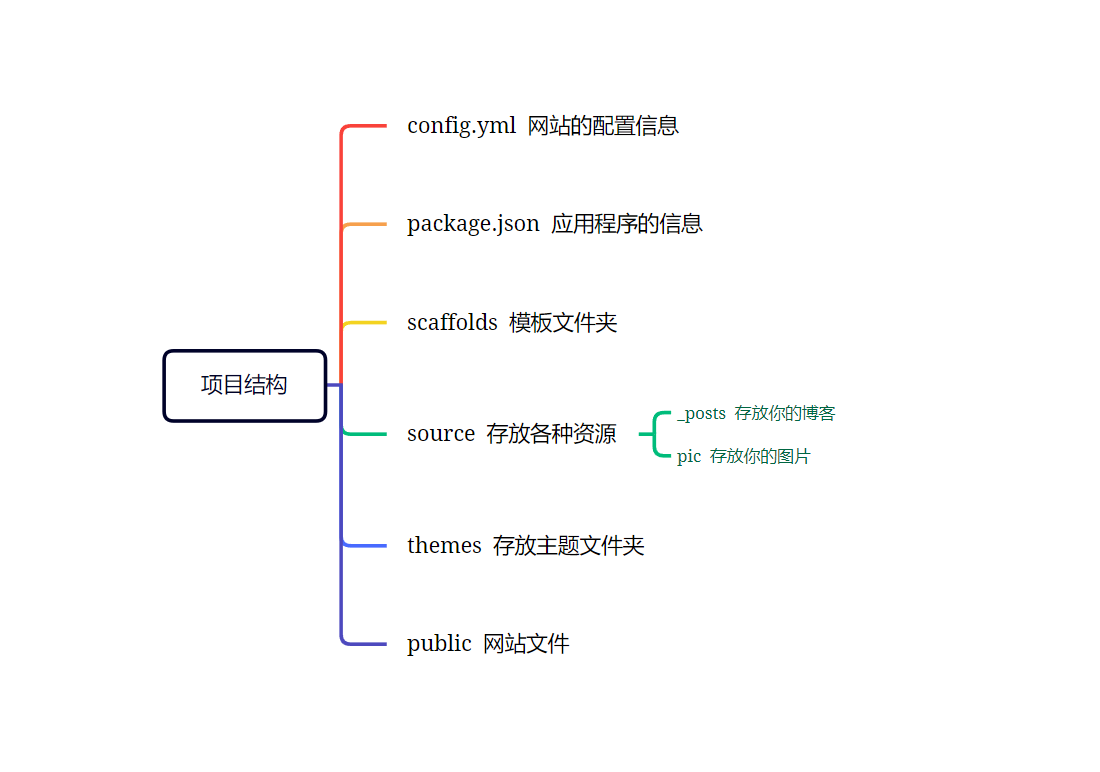 config.yml 网站的配置信息
package.json 应用程序的信息
scaffolds 模板文件夹
项目结构
source 存放各种资源
_posts 存放你的博客
pic 存放你的图片
themes 存放主题文件夹
public 网站文件